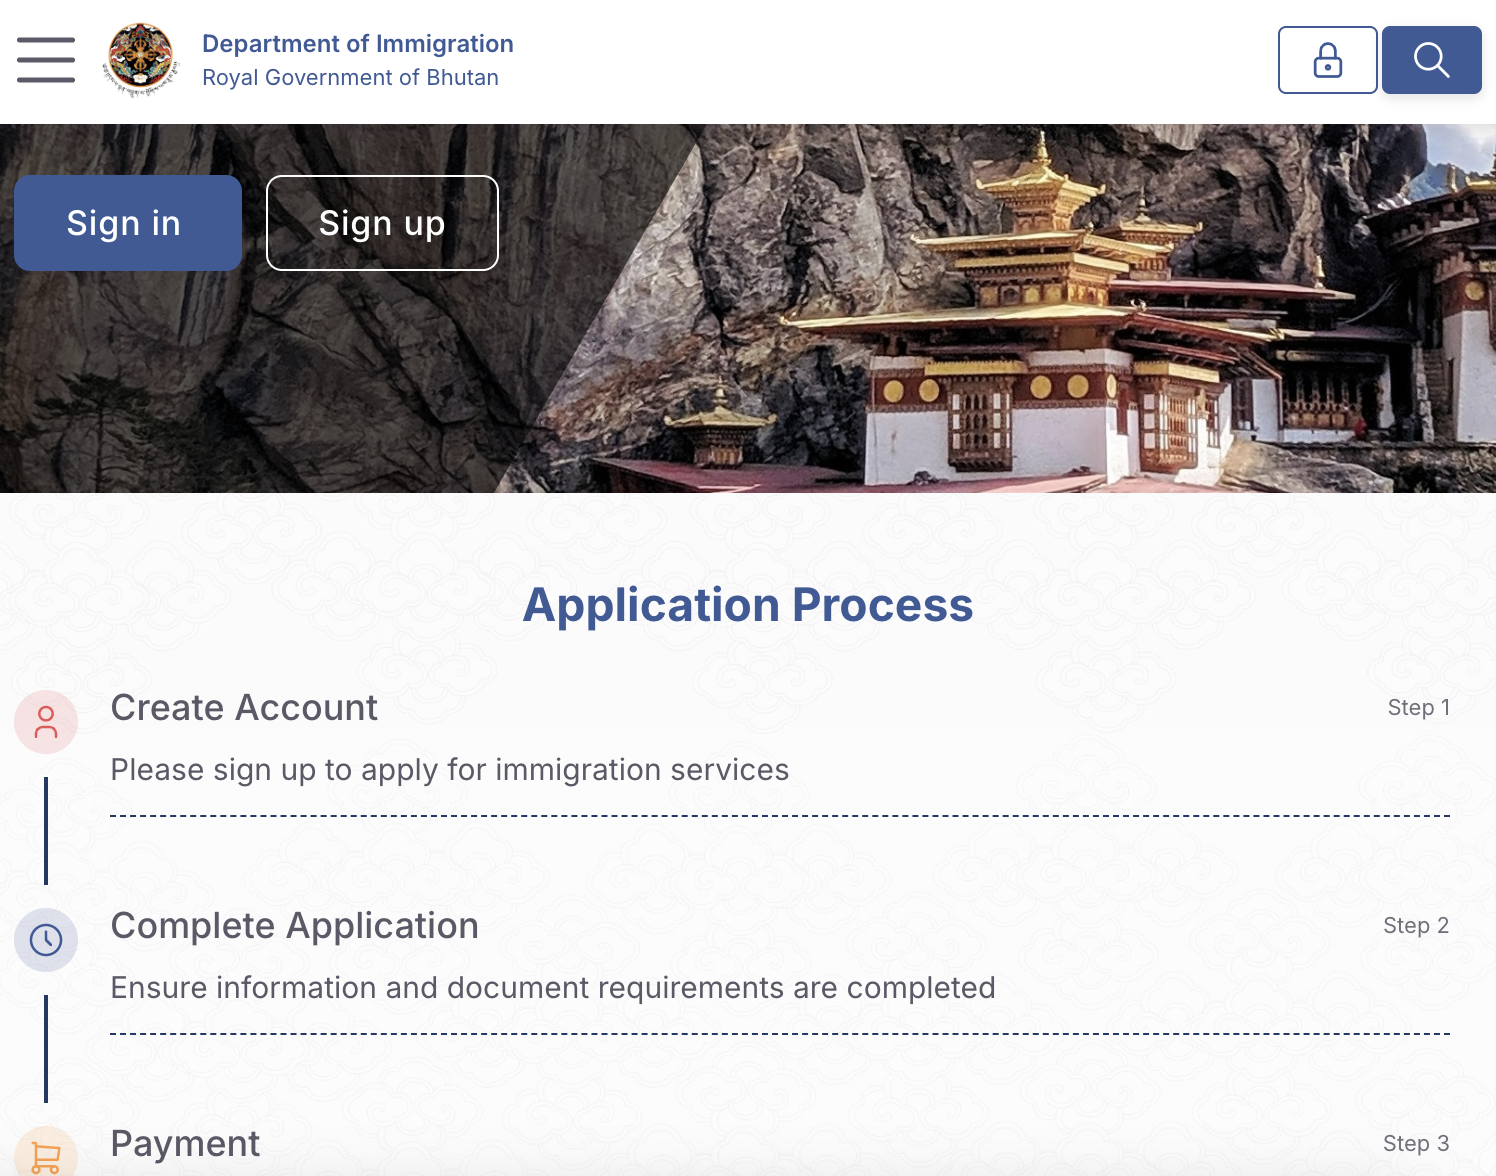 Department of Immigration
Royal Government of Bhutan
Sign in
Sign up
Application Process
Create Account
Step 1
Please sign up to apply for immigration services
Complete Application
Step 2
Ensure information and document requirements are completed
Payment
Step 3